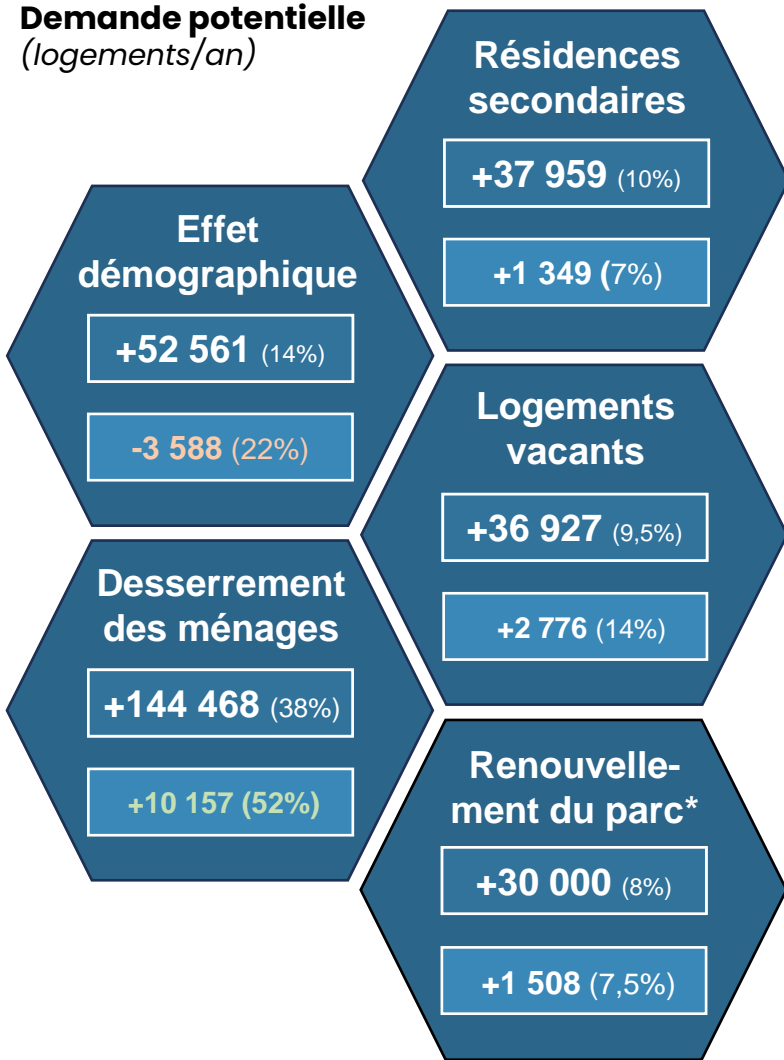 Demande potentielle
(logements/an)
Résidences
secondaires
+37 959 (10%)
+1 349 (7%)
Effet
démographique
+52 561 (14%)
-3 588 (22%)
Logements
vacants
+36 927 (9,5%)
+2 776 (14%)
Desserrement
des ménages
+144 468 (38%)
+10 157 (52%)
Renouvelle-
ment du parc*
+30 000 (8%)
+1 508 (7,5%)